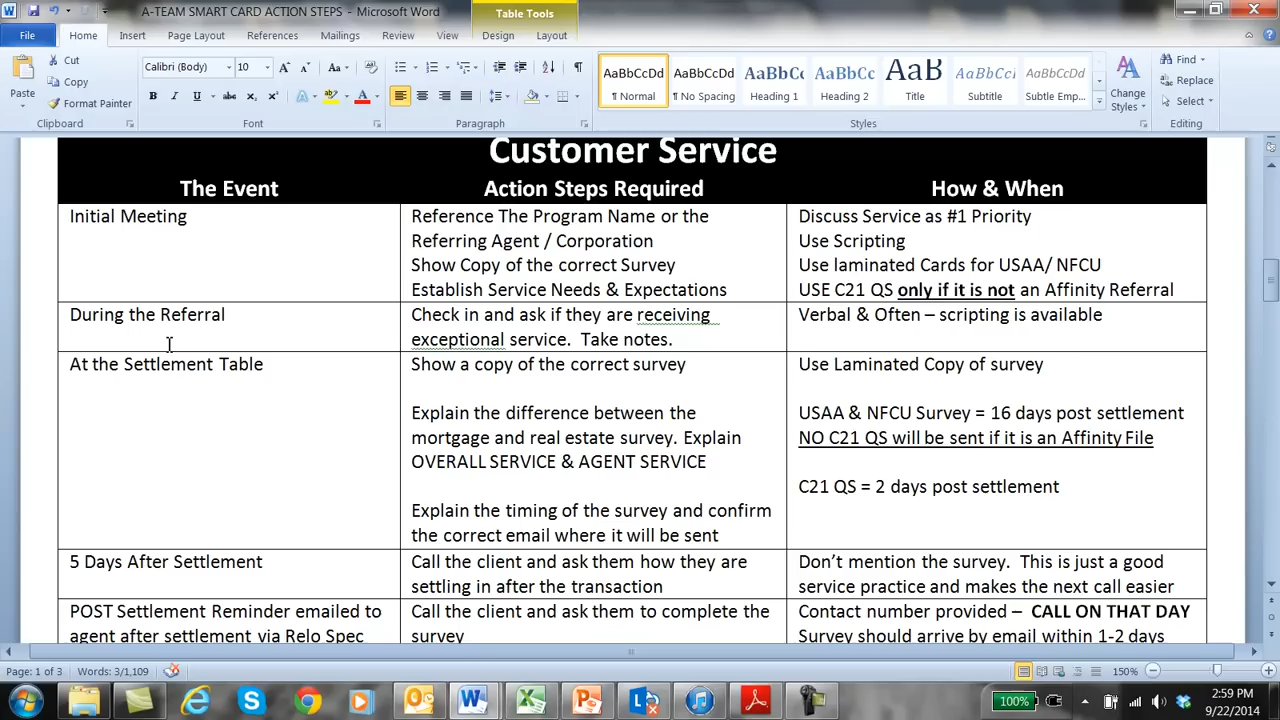 A-TEAM SMART CARD ACTION STEPS - Microsoft Word
Table Tools
File Home Insert Page Layout References Mailings Review View Design Layout
Paste
Cut
Copy
Format Painter
Clipboard
Calibri (Body) 10
B I U abc x₂ x²
Aa
A
Font
Paragraph
AaBbCcDd AaBbCcDd AaBbCc AaBbCc AaB AaBbCcDd AaBbCcDd
¶ Normal ¶ No Spacing Heading 1 Heading 2 Title Subtitle Subtle Emp...
Styles
Change
Styles
Find
Replace
Select
Editing
Customer Service
The Event Action Steps Required How & When
Initial Meeting
Reference The Program Name or the
Referring Agent / Corporation
Show Copy of the correct Survey
Establish Service Needs & Expectations
Discuss Service as #1 Priority
Use Scripting
Use laminated Cards for USAA/ NFCU
USE C21 QS only if it is not an Affinity Referral
During the Referral
Check in and ask if they are receiving
exceptional service. Take notes.
Verbal & Often – scripting is available
At the Settlement Table
Show a copy of the correct survey
Explain the difference between the
mortgage and real estate survey. Explain
OVERALL SERVICE & AGENT SERVICE
Explain the timing of the survey and confirm
the correct email where it will be sent
Use Laminated Copy of survey
USAA & NFCU Survey = 16 days post settlement
NO C21 QS will be sent if it is an Affinity File
C21 QS = 2 days post settlement
5 Days After Settlement
Call the client and ask them how they are
settling in after the transaction
Don’t mention the survey. This is just a good
service practice and makes the next call easier
POST Settlement Reminder emailed to
agent after settlement via Relo Spec
Call the client and ask them to complete the
survey
Contact number provided – CALL ON THAT DAY
Survey should arrive by email within 1-2 days
Page: 1 of 3 Words: 3/1,109 150%
100% 2:59 PM
9/22/2014